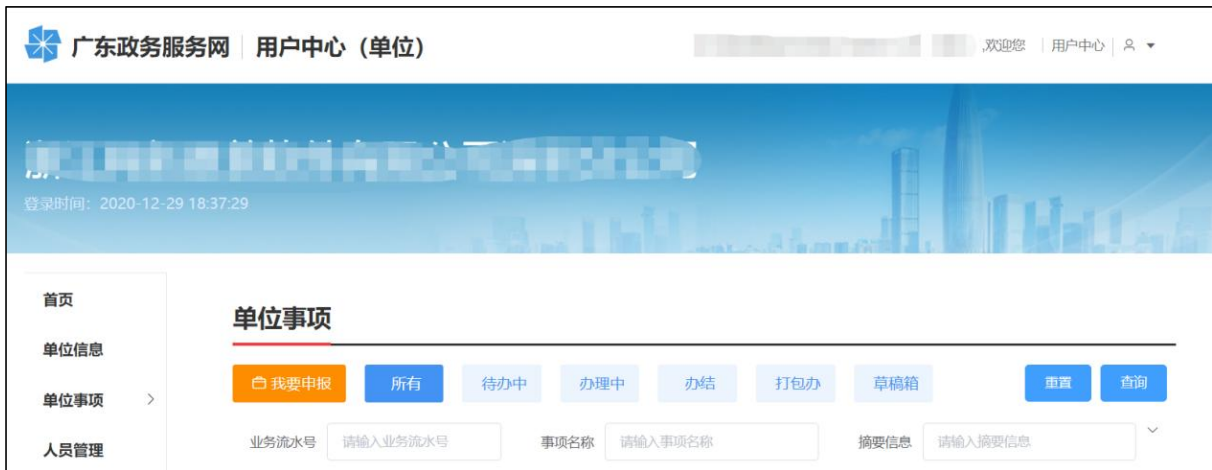 广东政务服务网 用户中心（单位）
,欢迎您 用户中心
登录时间：2020-12-29 18:37:29
首页
单位信息
单位事项
人员管理
单位事项
我要申报 所有 待办中 办理中 办结 打包办 草稿箱 重置 查询
业务流水号 请输入业务流水号 事项名称 请输入事项名称 摘要信息 请输入摘要信息